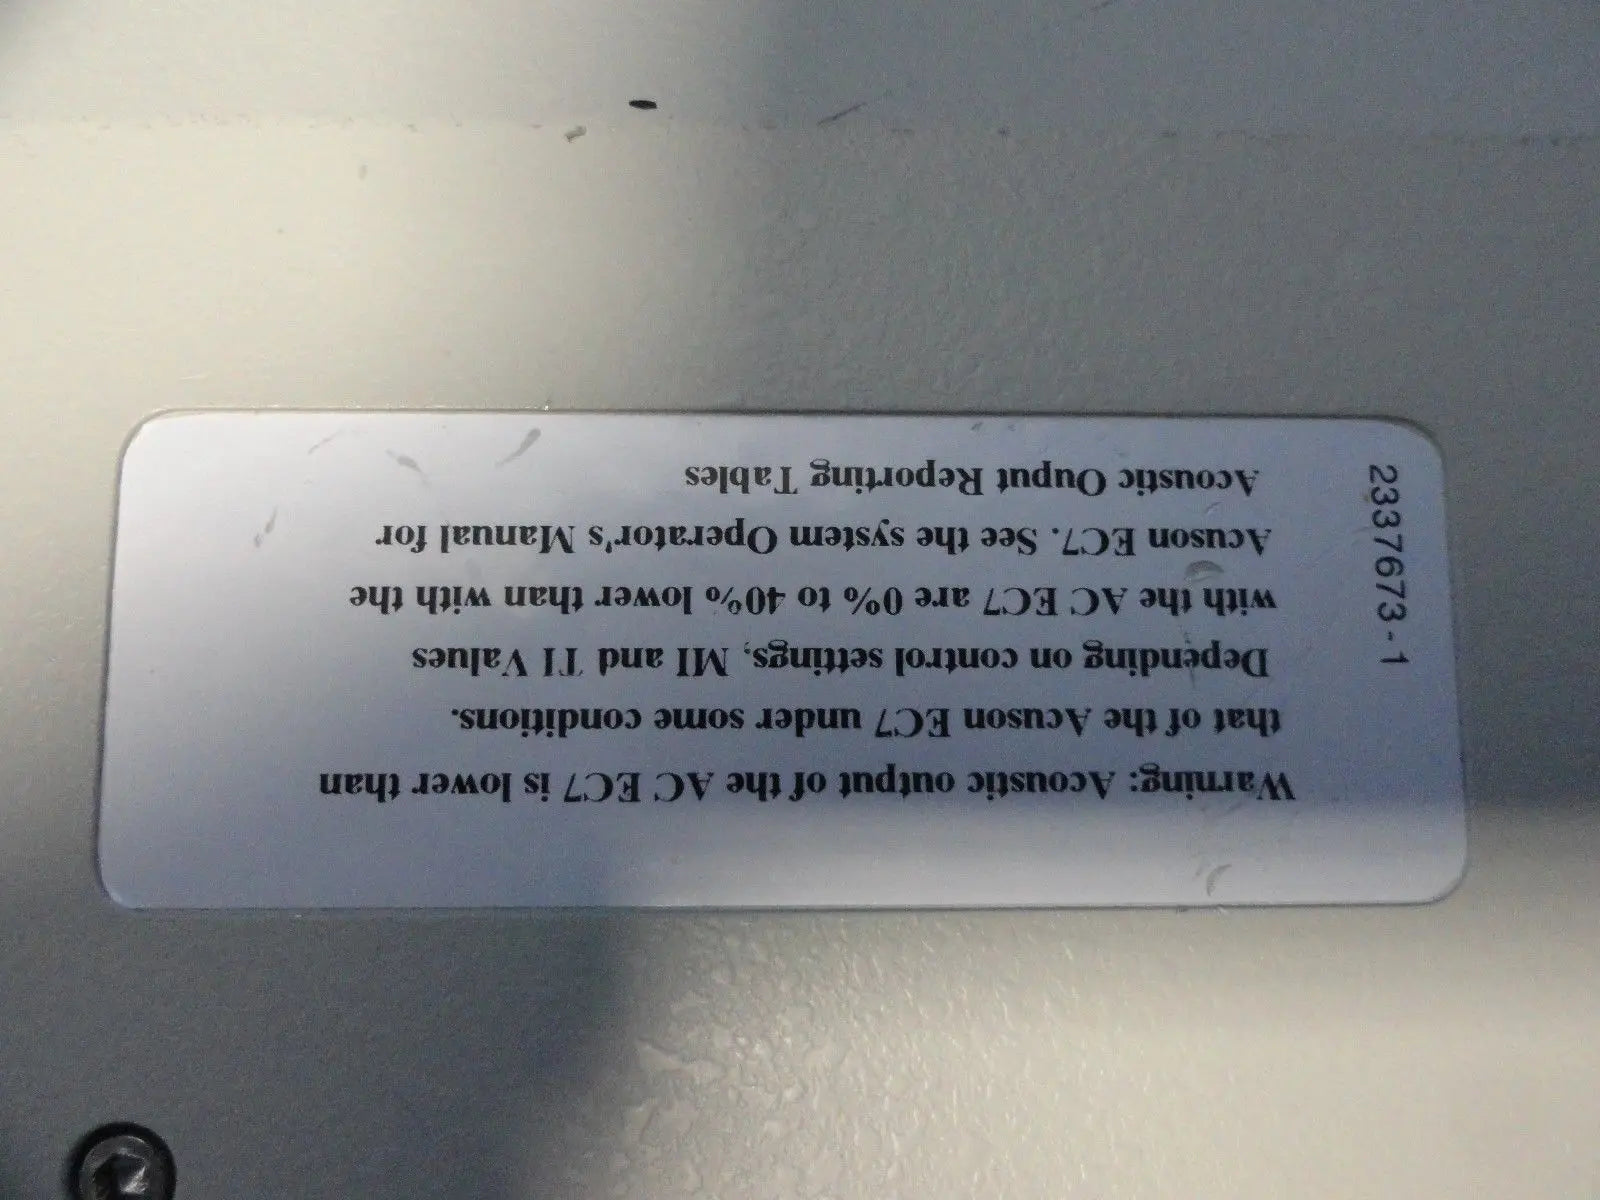 Warning: Acoustic output of the AC EC7 is lower than
that of the Acuson EC7 under some conditions.
Depending on control settings, MI and TI Values
with the AC EC7 are 0% to 40% lower than with the
Acuson EC7. See the system Operator's Manual for
Acoustic Ouput Reporting Tables
2337673-1